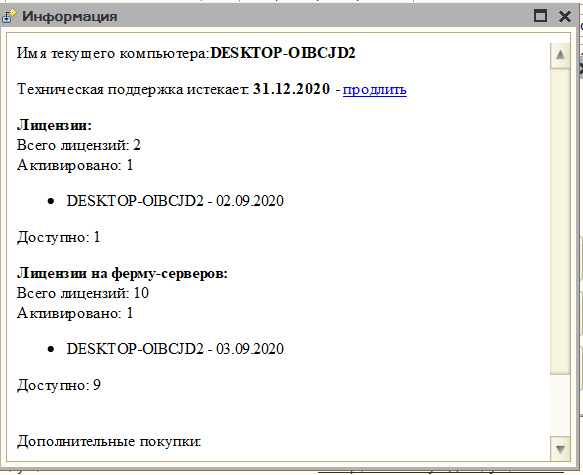 Информация
Имя текущего компьютера:DESKTOP-OIBCJD2
Техническая поддержка истекает: 31.12.2020 - продлить
Лицензии:
Всего лицензий: 2
Активировано: 1
DESKTOP-OIBCJD2 - 02.09.2020
Доступно: 1
Лицензии на ферму-серверов:
Всего лицензий: 10
Активировано: 1
DESKTOP-OIBCJD2 - 03.09.2020
Доступно: 9
Дополнительные покупки: